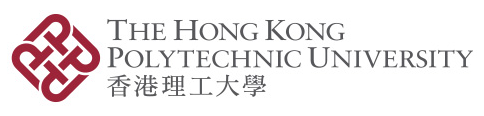 THE HONG KONG
POLYTECHNIC UNIVERSITY
香港理工大學